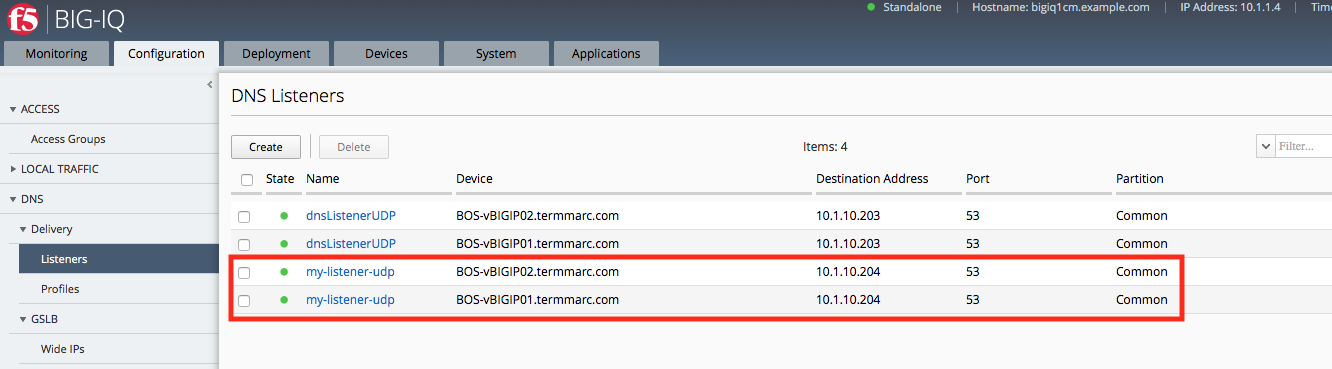 f5 BIG-IQ
Standalone Hostname: bigiq1cm.example.com IP Address: 10.1.1.4 Tim
Monitoring Configuration Deployment Devices System Applications
ACCESS
Access Groups
LOCAL TRAFFIC
DNS
Delivery
Listeners
Profiles
GSLB
Wide IPs
DNS Listeners
Create Delete Items: 4 Filter...
State Name Device Destination Address Port Partition
dnsListenerUDP BOS-vBIGIP02.termmarc.com 10.1.10.203 53 Common
dnsListenerUDP BOS-vBIGIP01.termmarc.com 10.1.10.203 53 Common
my-listener-udp BOS-vBIGIP02.termmarc.com 10.1.10.204 53 Common
my-listener-udp BOS-vBIGIP01.termmarc.com 10.1.10.204 53 Common